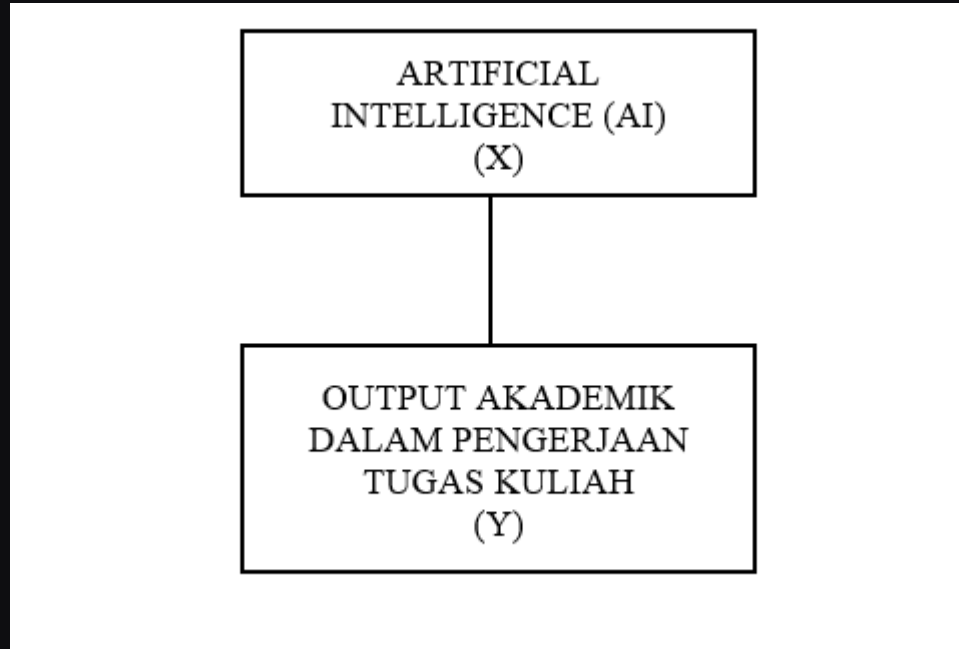 ARTIFICIAL
INTELLIGENCE (AI)
(X)
OUTPUT AKADEMIK
DALAM PENGERJAAN
TUGAS KULIAH
(Y)